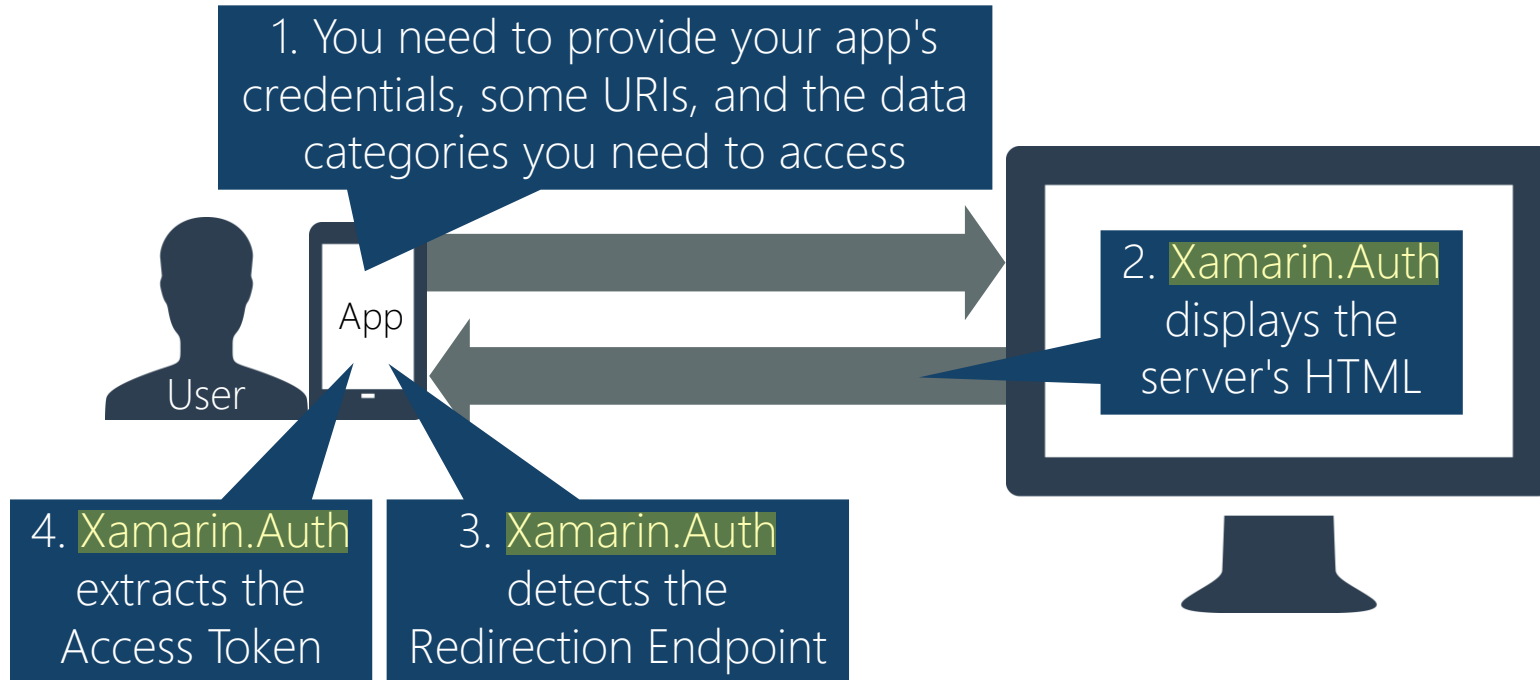 1. You need to provide your app's
credentials, some URIs, and the data
categories you need to access
User
App
2. Xamarin.Auth
displays the
server's HTML
4. Xamarin.Auth
extracts the
Access Token
3. Xamarin.Auth
detects the
Redirection Endpoint